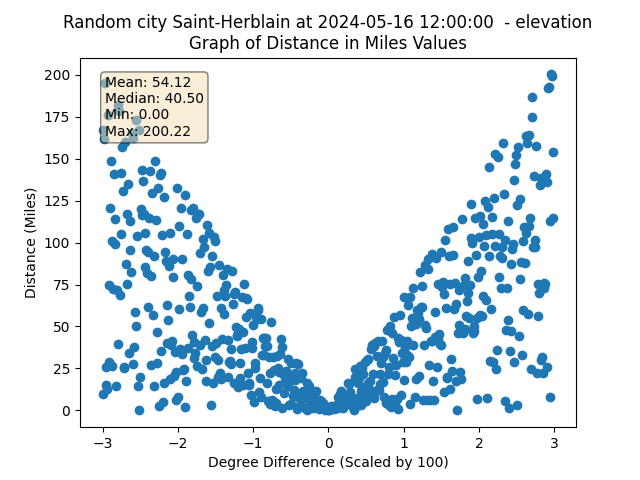 Random city Saint-Herblain at 2024-05-16 12:00:00 - elevation
Graph of Distance in Miles Values
Mean: 54.12
Median: 40.50
Min: 0.00
Max: 200.22
Distance (Miles)
200
175
150
125
100
75
50
25
0
−3 −2 −1 0 1 2 3
Degree Difference (Scaled by 100)